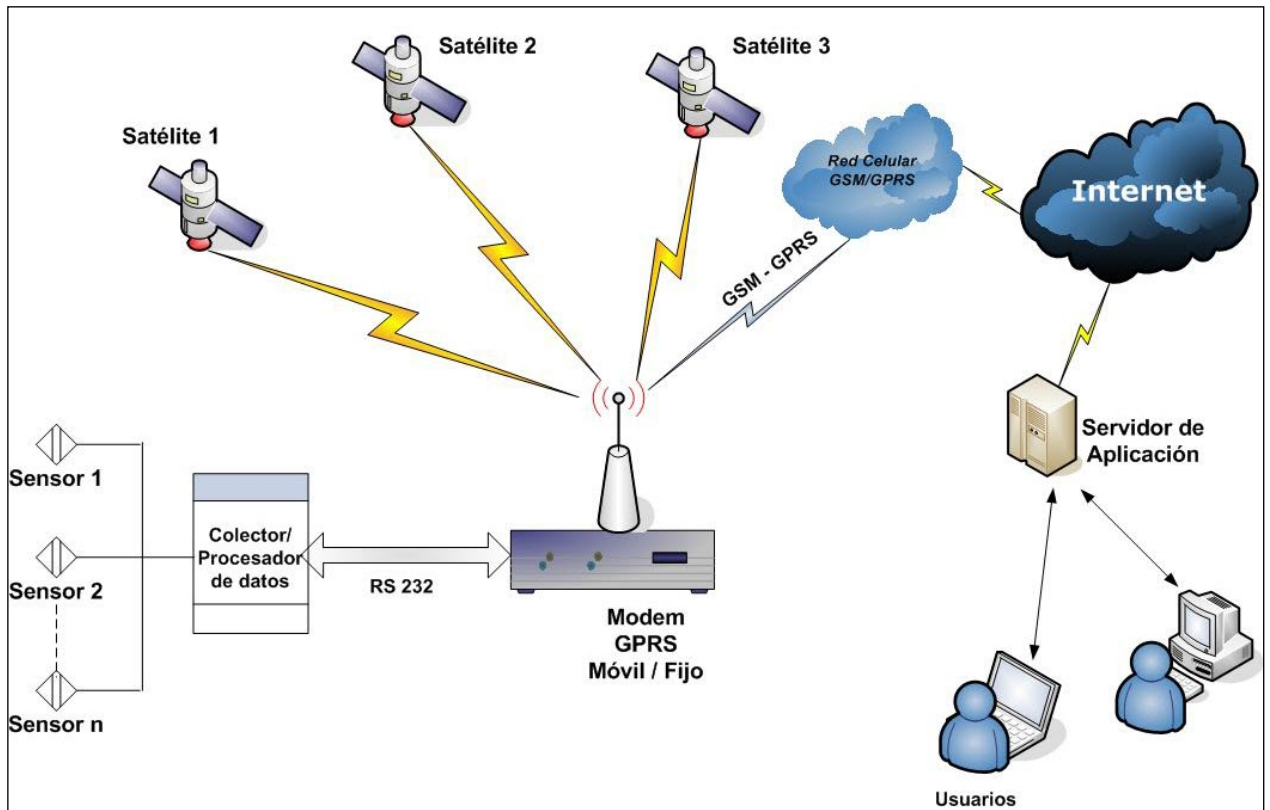 Satélite 1
Satélite 2
Satélite 3
Red Celular
GSM/GPRS
Internet
GSM - GPRS
Servidor de
Aplicación
Sensor 1
Sensor 2
Sensor n
Colector/
Procesador
de datos
RS 232
Modem
GPRS
Móvil / Fijo
Usuarios